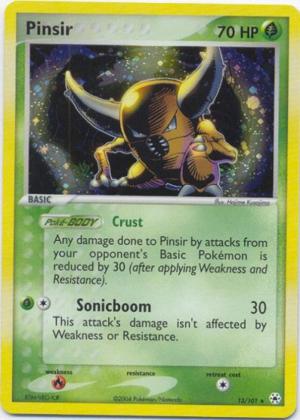 Pinsir 70 HP
BASIC
Illus. Hajime Kusajima
Poké-BODY Crust
Any damage done to Pinsir by attacks from
your opponent's Basic Pokémon is
reduced by 30 (after applying Weakness and
Resistance).
Sonicboom 30
This attack's damage isn't affected by
Weakness or Resistance.
weakness resistance retreat cost
©2004 Pokémon/Nintendo